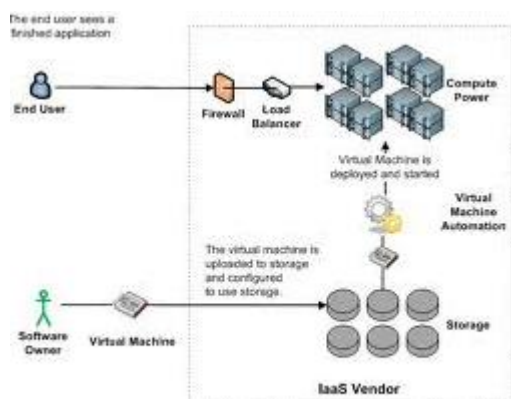 The end user sees a
finished application
End User
Firewall
Load
Balancer
Compute
Power
Virtual Machine is
deployed and started
Virtual
Machine
Automation
The virtual machine is
uploaded to storage
and configured
to use storage.
Software
Owner
Virtual Machine
Storage
IaaS Vendor